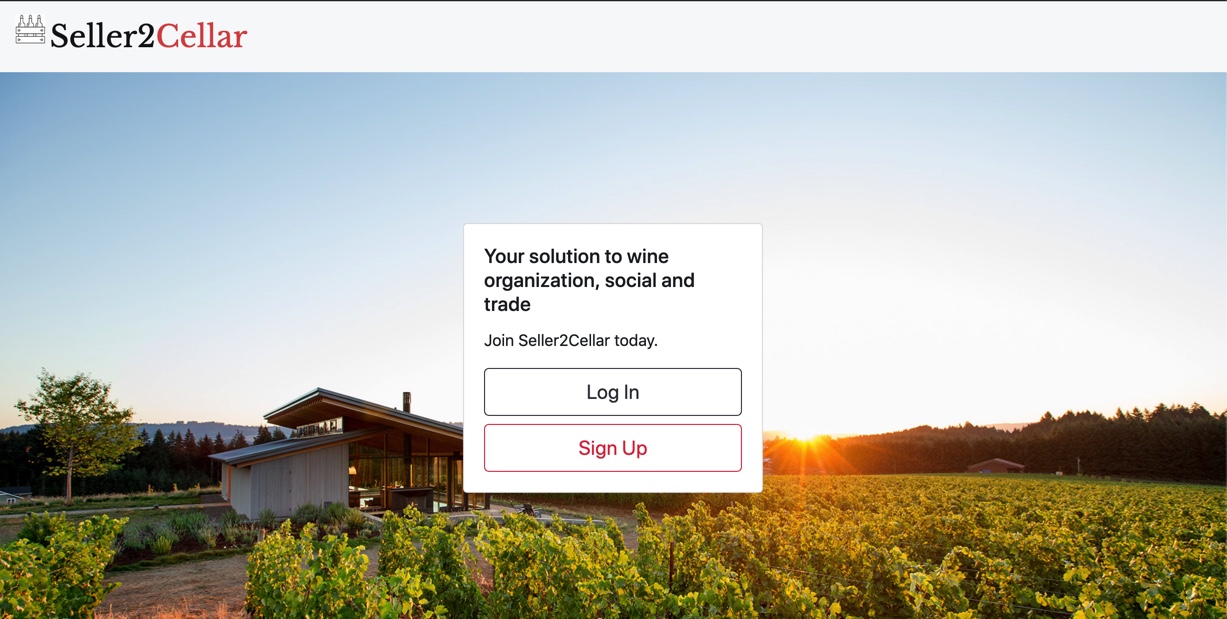 Seller2Cellar
Your solution to wine
organization, social and
trade
Join Seller2Cellar today.
Log In
Sign Up